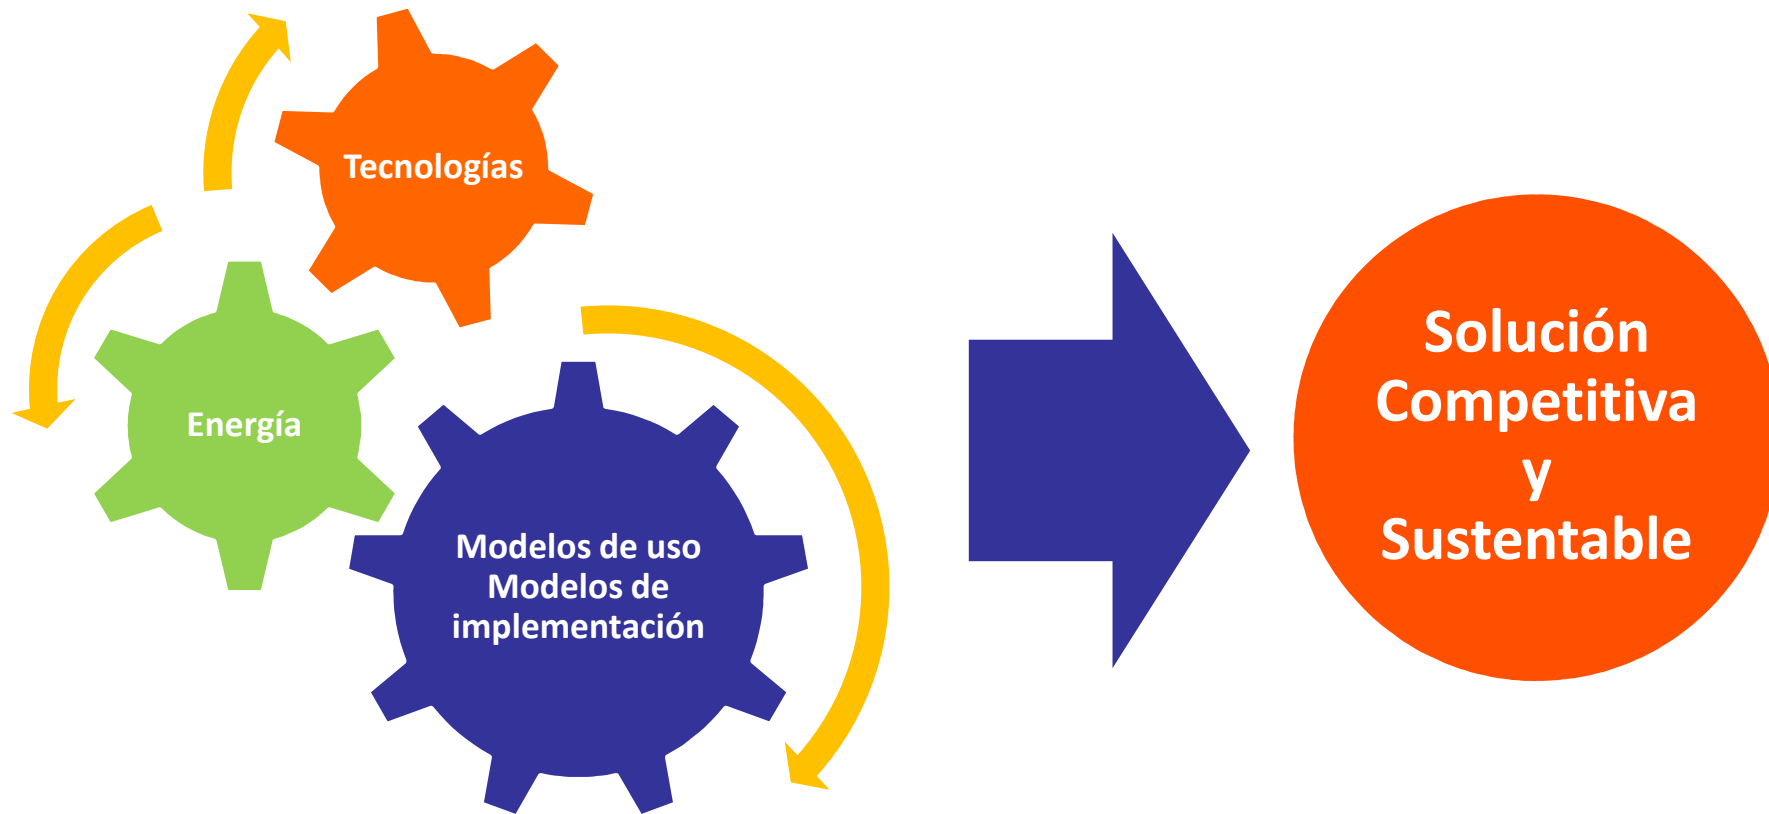 Tecnologías
Energía
Modelos de uso
Modelos de
implementación
Solución
Competitiva
y
Sustentable